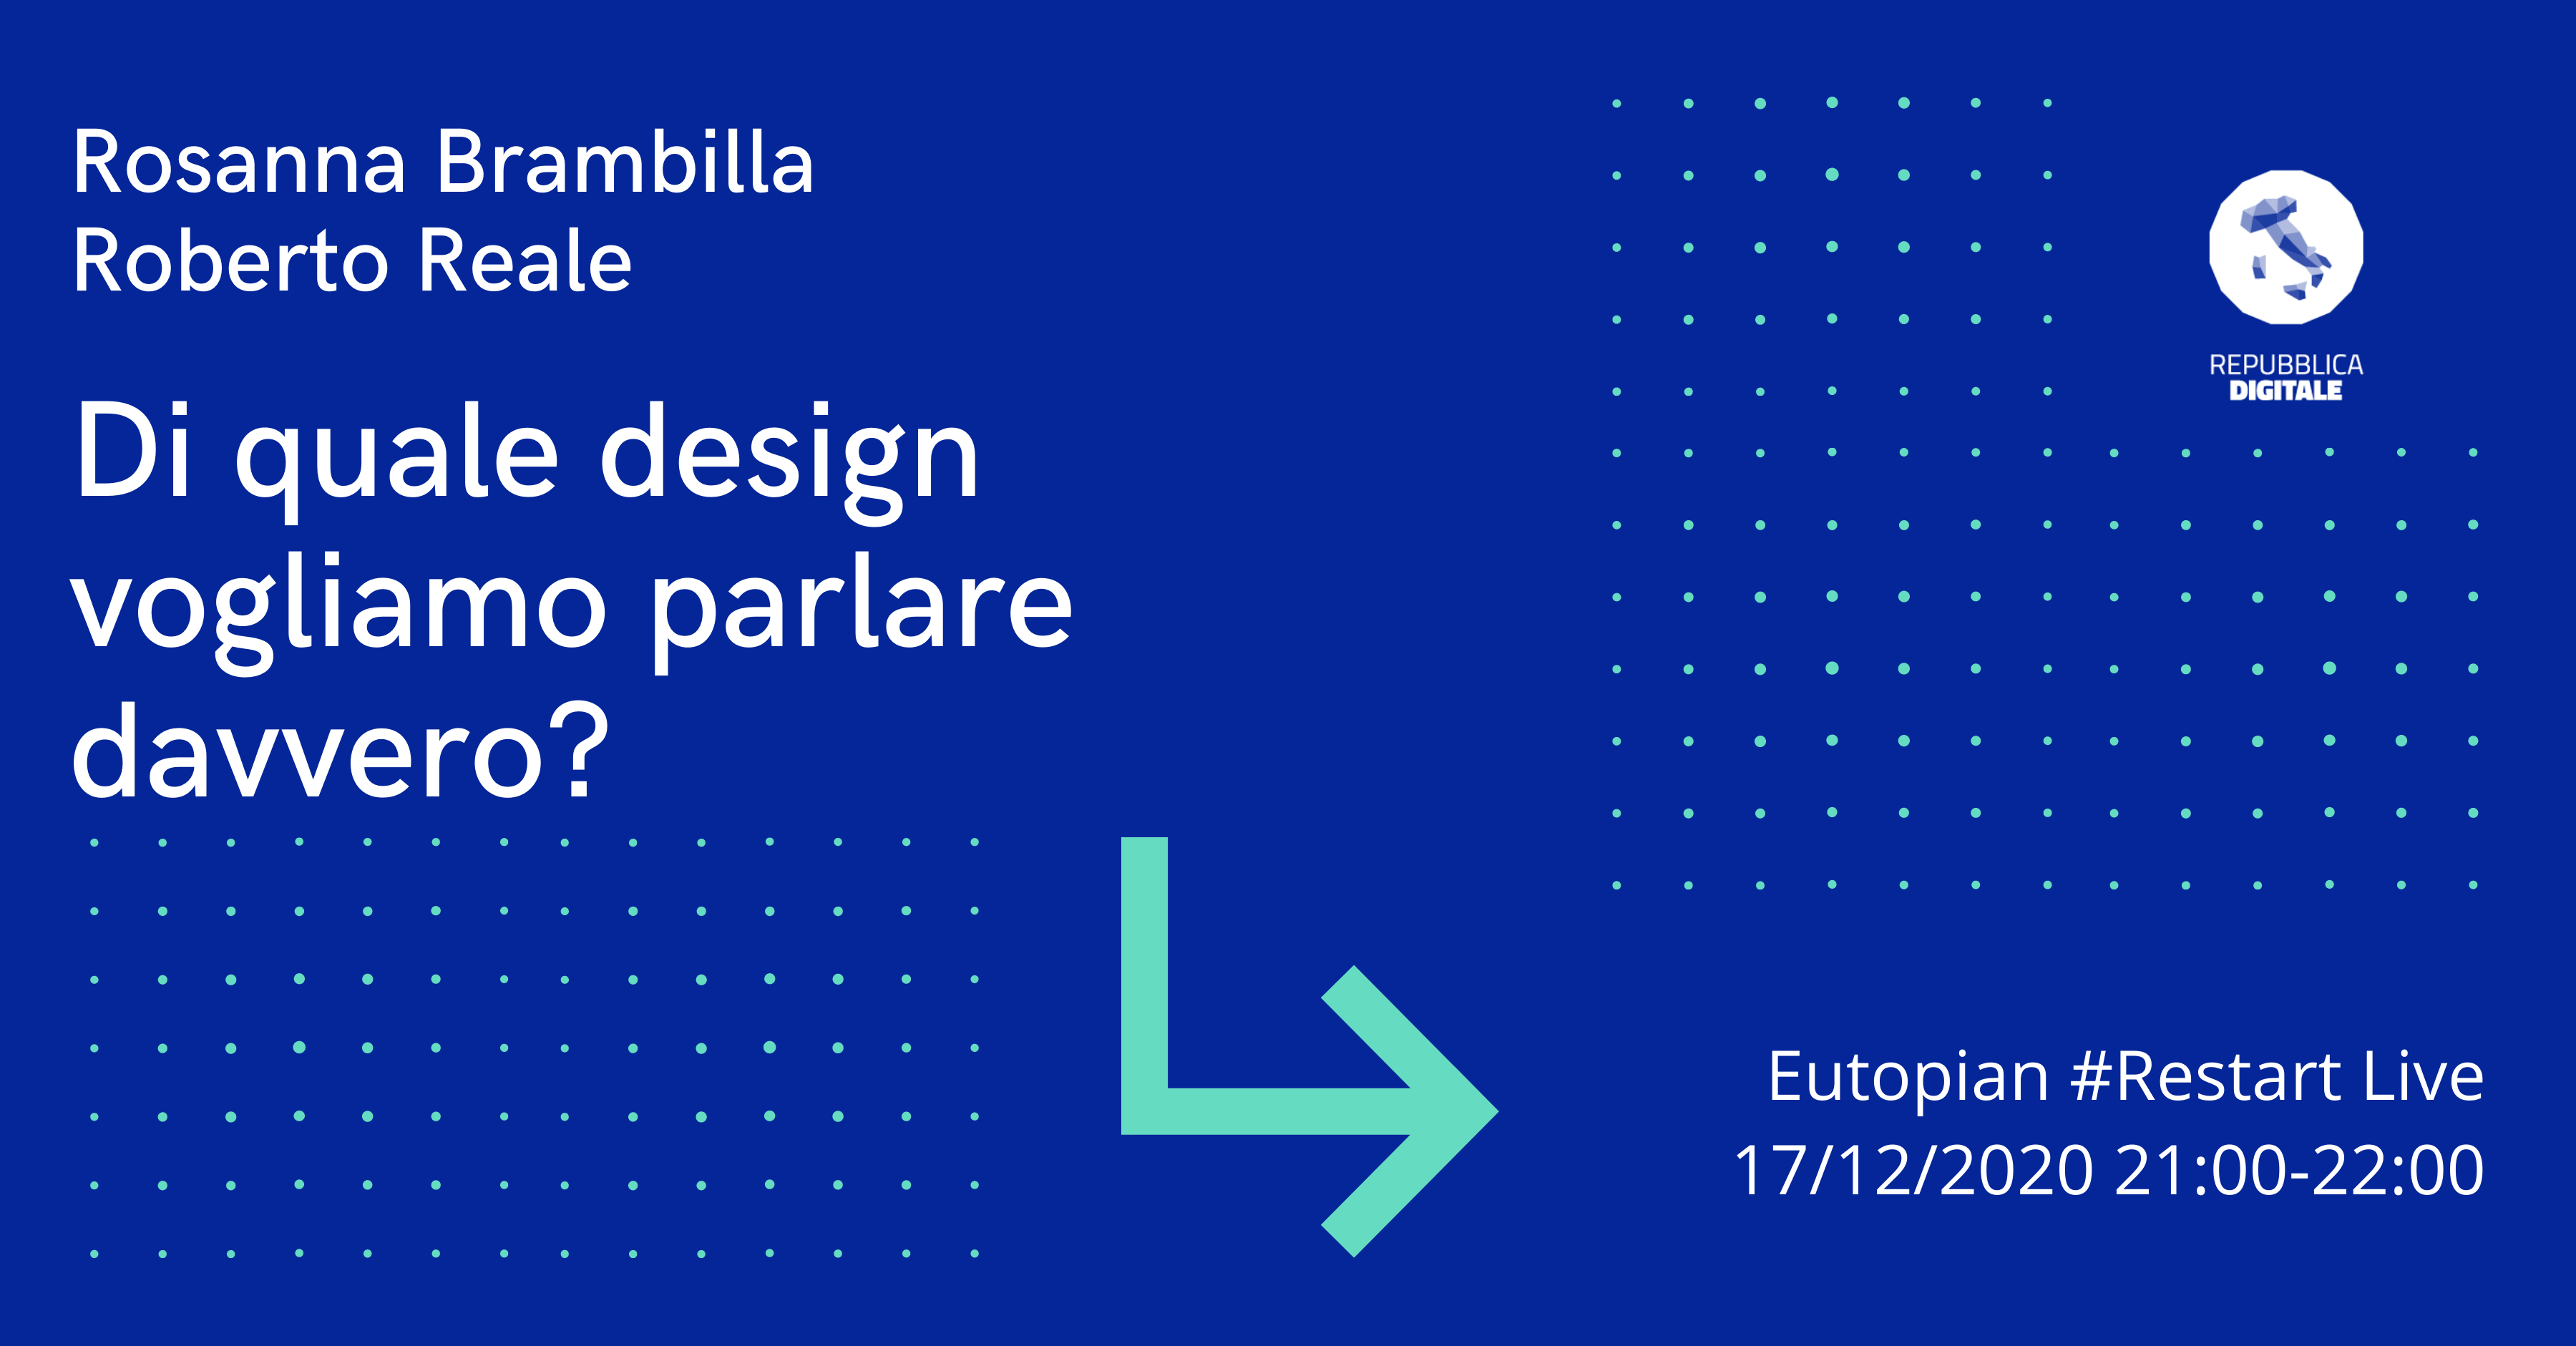 Rosanna Brambilla
Roberto Reale
Di quale design
vogliamo parlare
davvero?
REPUBBLICA
DIGITALE
Eutopian #Restart Live
17/12/2020 21:00-22:00